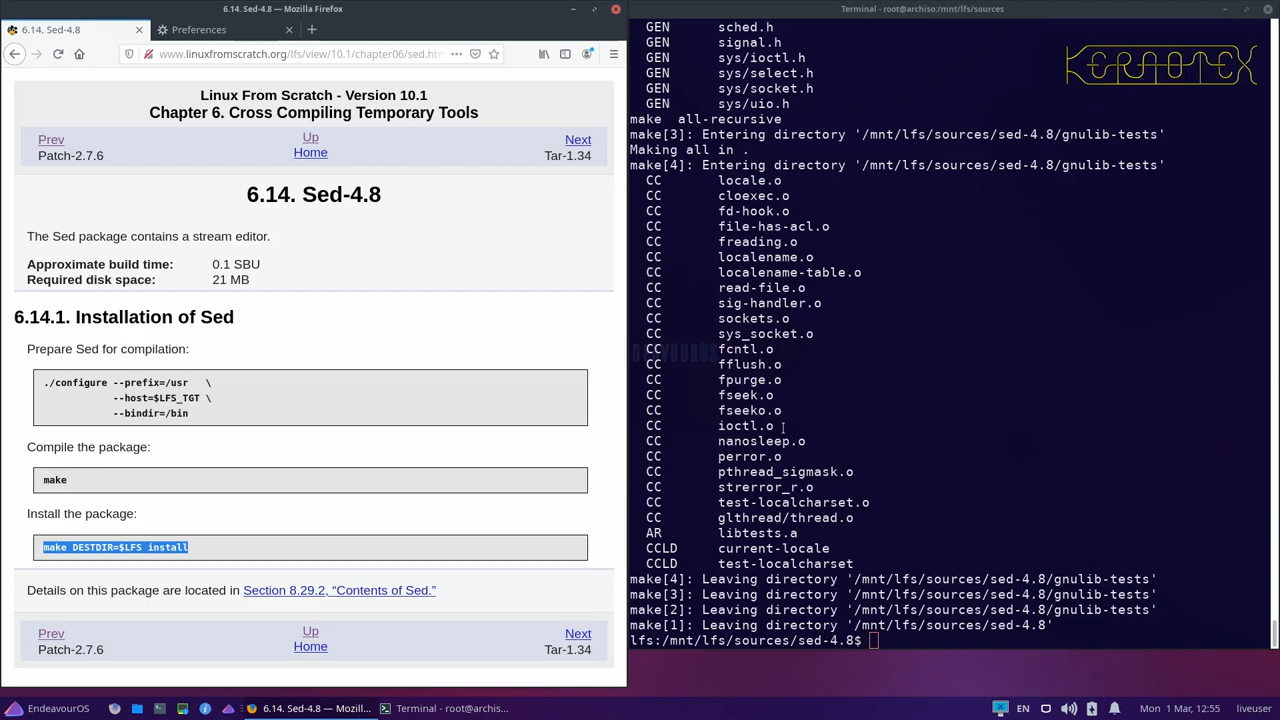 6.14. Sed-4.8 — Mozilla Firefox
6.14. Sed-4.8
Preferences
www.linuxfromscratch.org/lfs/view/10.1/chapter06/sed.htm
Linux From Scratch - Version 10.1
Chapter 6. Cross Compiling Temporary Tools
Prev
Up
Next
Patch-2.7.6
Home
Tar-1.34
6.14. Sed-4.8
The Sed package contains a stream editor.
Approximate build time: 0.1 SBU
Required disk space: 21 MB
6.14.1. Installation of Sed
Prepare Sed for compilation:
./configure --prefix=/usr \
--host=$LFS_TGT \
--bindir=/bin
Compile the package:
make
Install the package:
make DESTDIR=$LFS install
Details on this package are located in Section 8.29.2, “Contents of Sed.”
Prev
Up
Next
Patch-2.7.6
Home
Tar-1.34
Terminal - root@archiso:/mnt/lfs/sources
GEN sched.h
GEN signal.h
GEN sys/ioctl.h
GEN sys/select.h
GEN sys/socket.h
GEN sys/uio.h
make all-recursive
make[3]: Entering directory '/mnt/lfs/sources/sed-4.8/gnulib-tests'
Making all in .
make[4]: Entering directory '/mnt/lfs/sources/sed-4.8/gnulib-tests'
CC locale.o
CC cloexec.o
CC fd-hook.o
CC file-has-acl.o
CC freading.o
CC localename.o
CC localename-table.o
CC read-file.o
CC sig-handler.o
CC sockets.o
CC sys_socket.o
CC fcntl.o
CC fflush.o
CC fpurge.o
CC fseek.o
CC fseeko.o
CC ioctl.o
CC nanosleep.o
CC perror.o
CC pthread_sigmask.o
CC strerror_r.o
CC test-localcharset.o
CC glthread/thread.o
AR libtests.a
CCLD current-locale
CCLD test-localcharset
make[4]: Leaving directory '/mnt/lfs/sources/sed-4.8/gnulib-tests'
make[3]: Leaving directory '/mnt/lfs/sources/sed-4.8/gnulib-tests'
make[2]: Leaving directory '/mnt/lfs/sources/sed-4.8/gnulib-tests'
make[1]: Leaving directory '/mnt/lfs/sources/sed-4.8'
lfs:/mnt/lfs/sources/sed-4.8$
EndeavourOS
6.14. Sed-4.8 — Mozill...
Terminal - root@archis...
EN
Mon 1 Mar, 12:55
liveuser